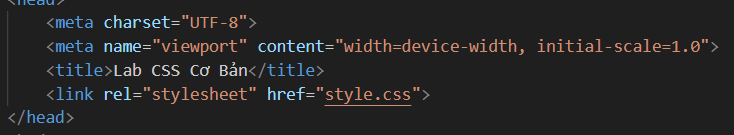 <head>
<meta charset="UTF-8">
<meta name="viewport" content="width=device-width, initial-scale=1.0">
<title>Lab CSS Cơ Bản</title>
<link rel="stylesheet" href="style.css">
</head>